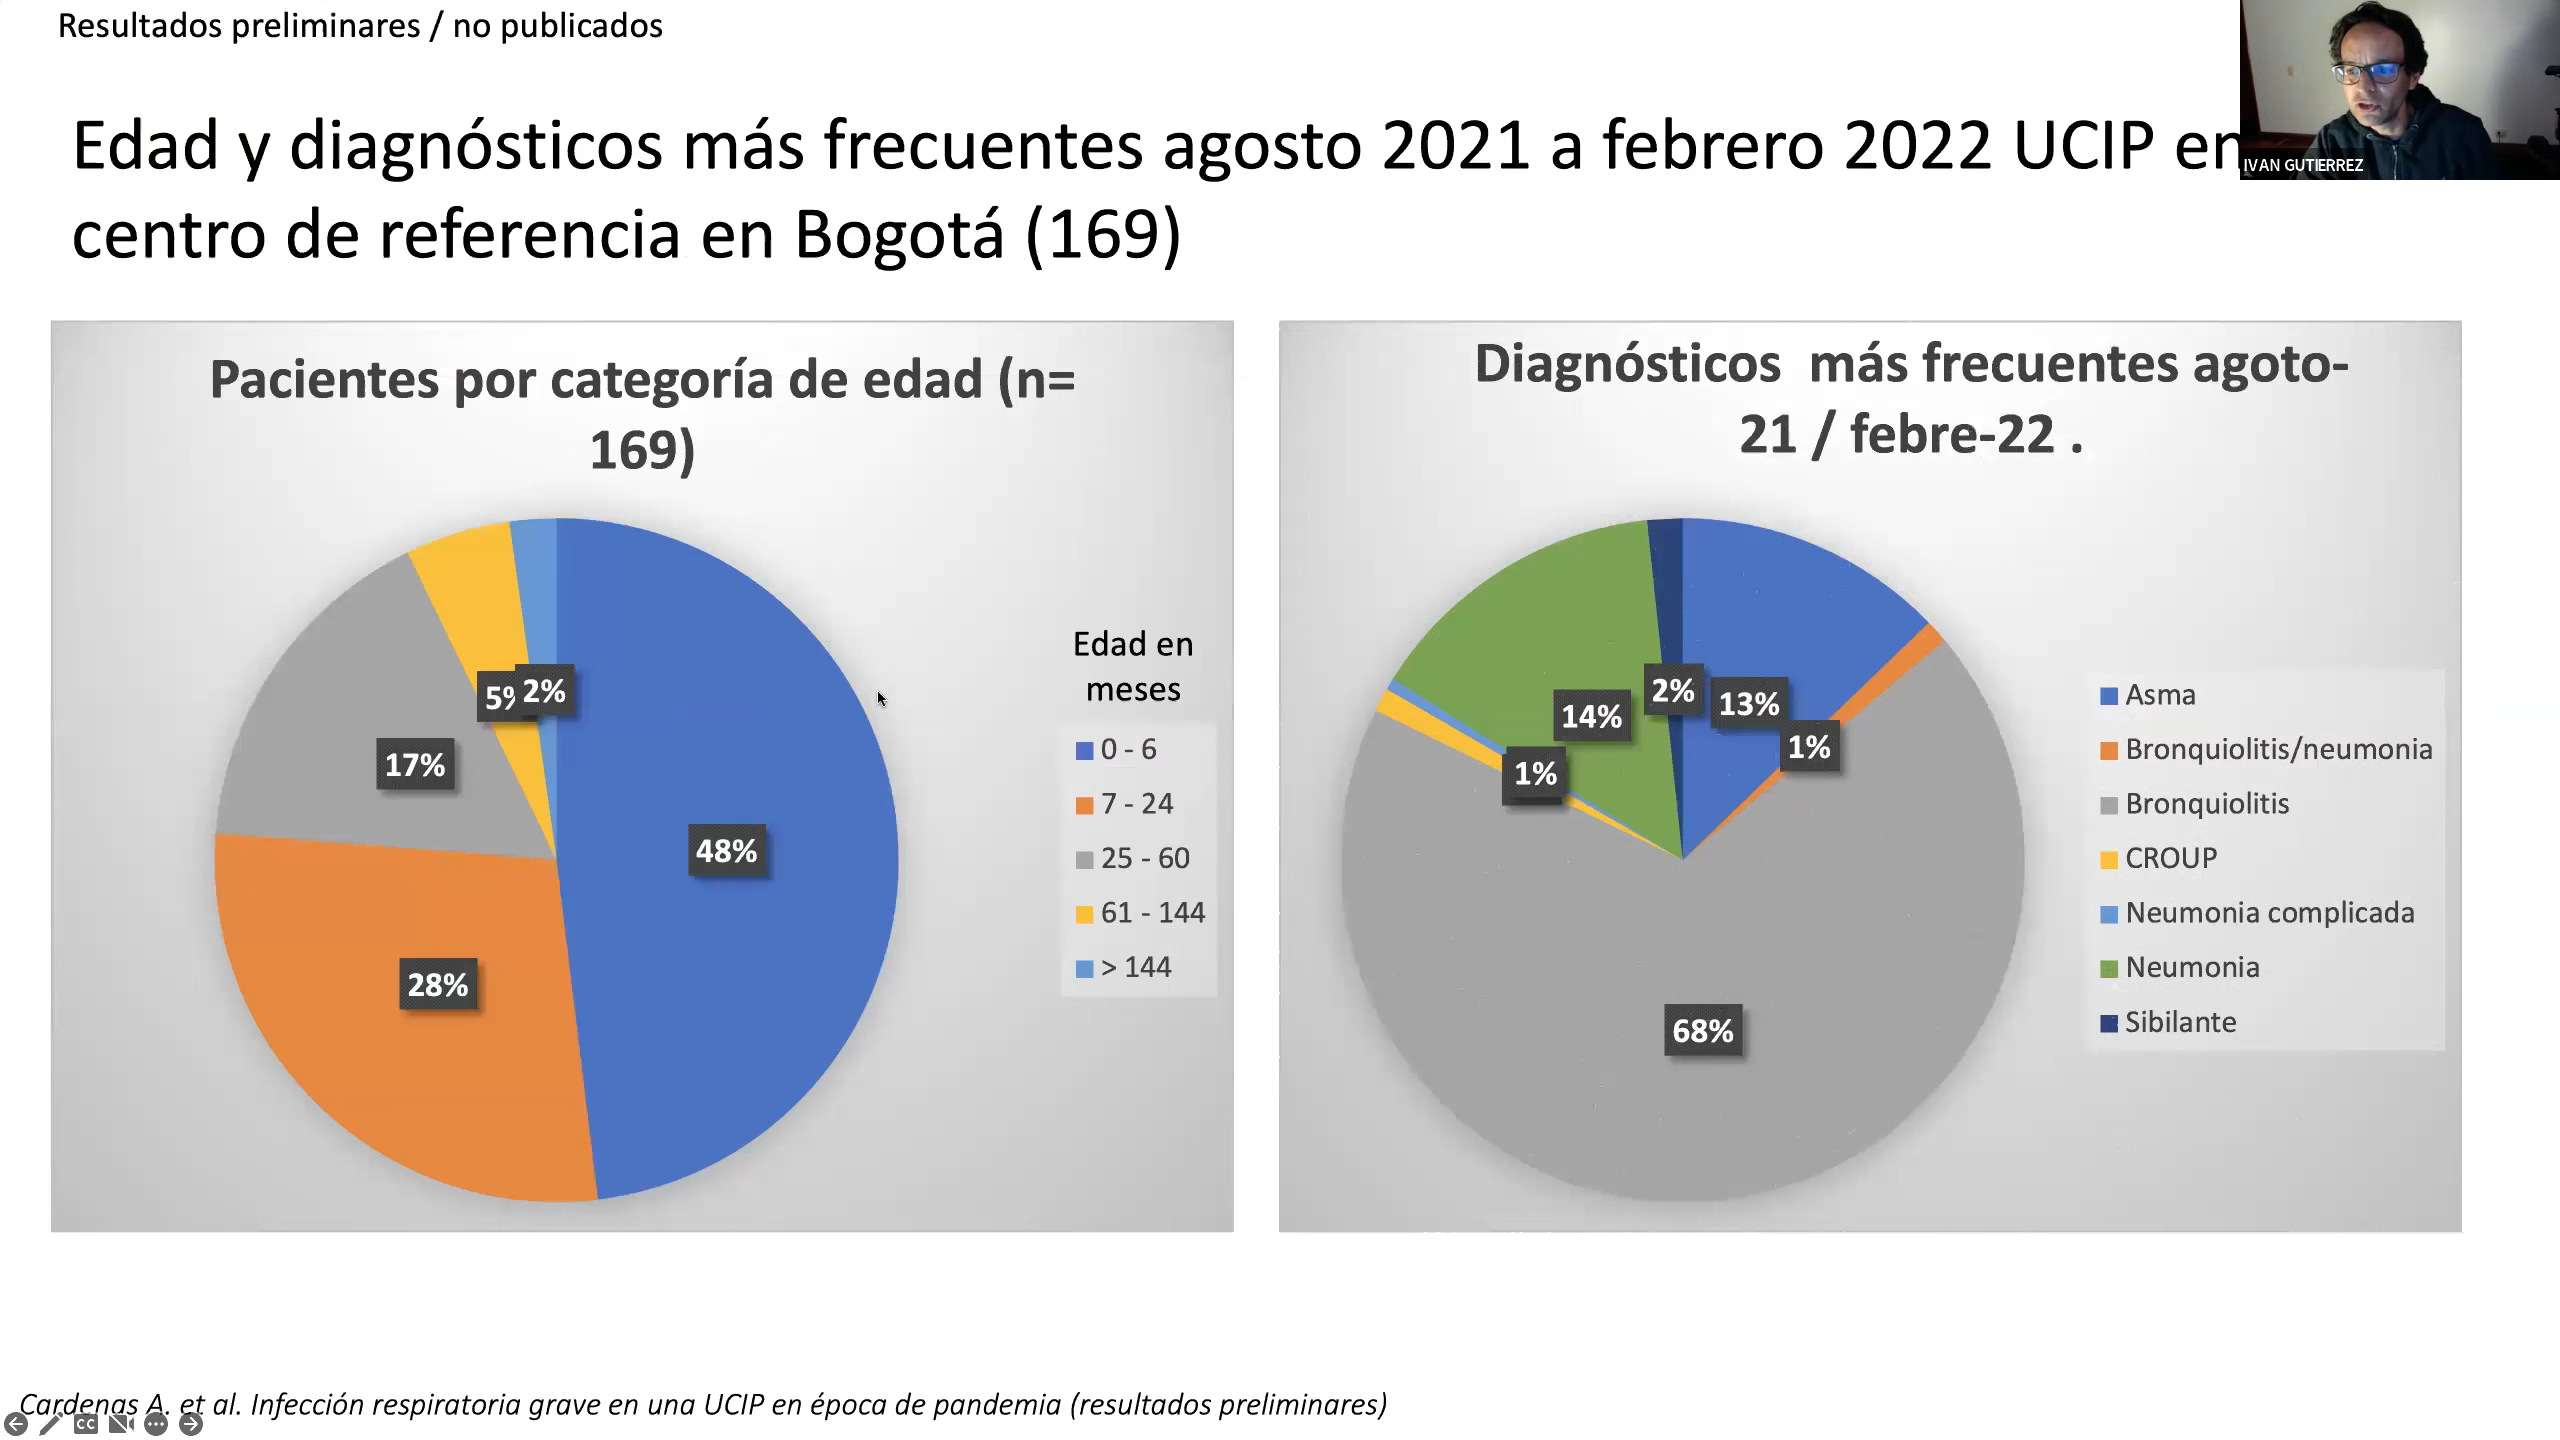 Resultados preliminares / no publicados
IVAN GUTIERREZ
Edad y diagnósticos más frecuentes agosto 2021 a febrero 2022 UCIP en
centro de referencia en Bogotá (169)
Pacientes por categoría de edad (n=
169)
5%
2%
17%
48%
28%
Edad en
meses
0 - 6
7 - 24
25 - 60
61 - 144
> 144
Diagnósticos más frecuentes agoto-
21 / febre-22 .
2%
13%
14%
1%
1%
68%
Asma
Bronquiolitis/neumonia
Bronquiolitis
CROUP
Neumonia complicada
Neumonia
Sibilante
Cardenas A. et al. Infección respiratoria grave en una UCIP en época de pandemia (resultados preliminares)
CC